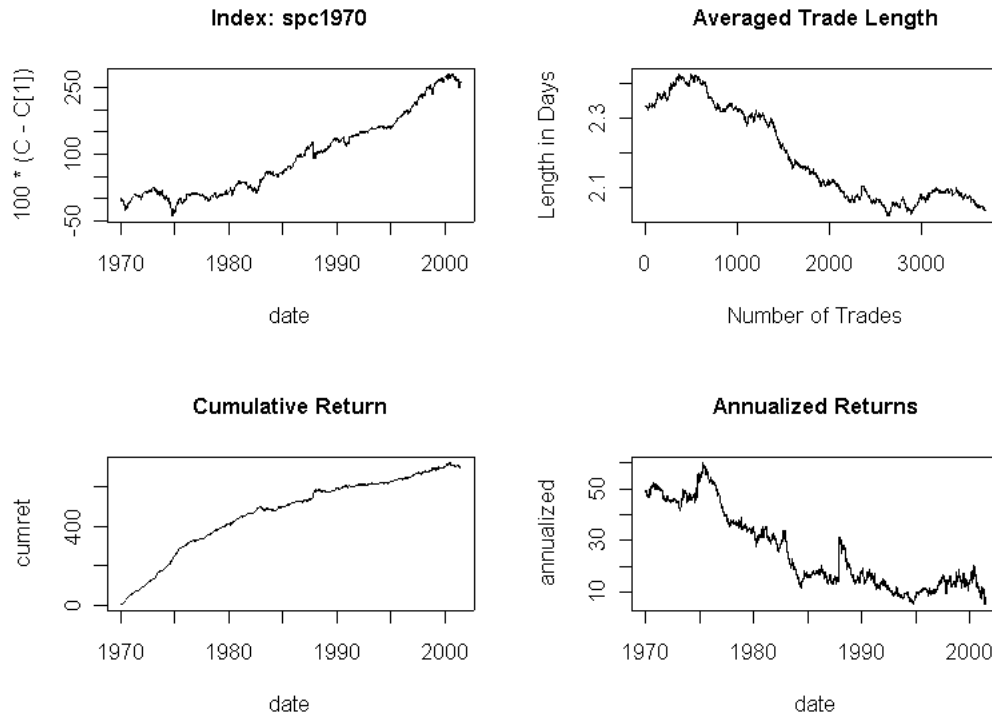 Index: spc1970
100 * (C - C[1])
-50
100
250
1970
1980
1990
2000
date
Averaged Trade Length
Length in Days
2.1
2.3
0
1000
2000
3000
Number of Trades
Cumulative Return
cumret
0
400
1970
1980
1990
2000
date
Annualized Returns
annualized
10
30
50
1970
1980
1990
2000
date